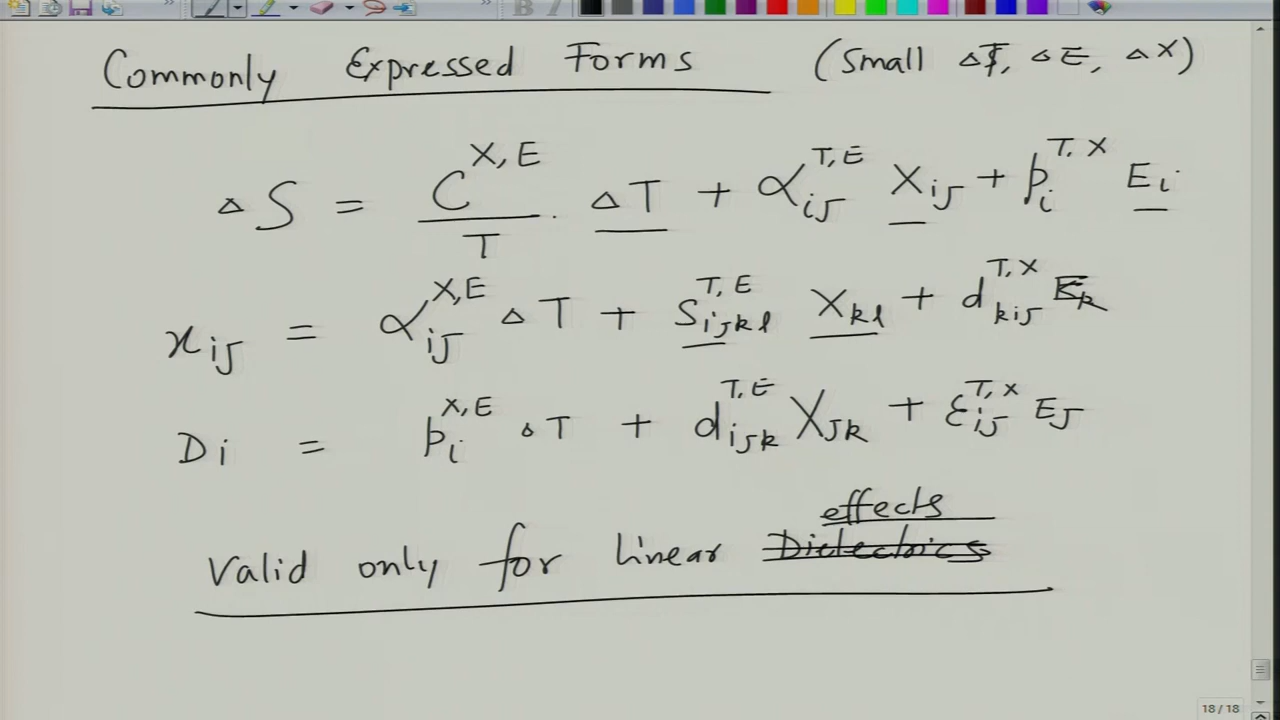 Commonly Expressed Forms (Small ΔT, ΔE, ΔX)
ΔS = C^{X,E}/T . ΔT + α_{ij}^{T,E} X_{ij} + p_i^{T,X} E_i
x_{ij} = α_{ij}^{X,E} ΔT + s_{ijkl}^{T,E} X_{kl} + d_{kij}^{T,X} E_k
D_i = p_i^{X,E} ΔT + d_{ijk}^{T,E} X_{jk} + ε_{ij}^{T,X} E_j
effects
Valid only for linear Dielectrics
18 / 18